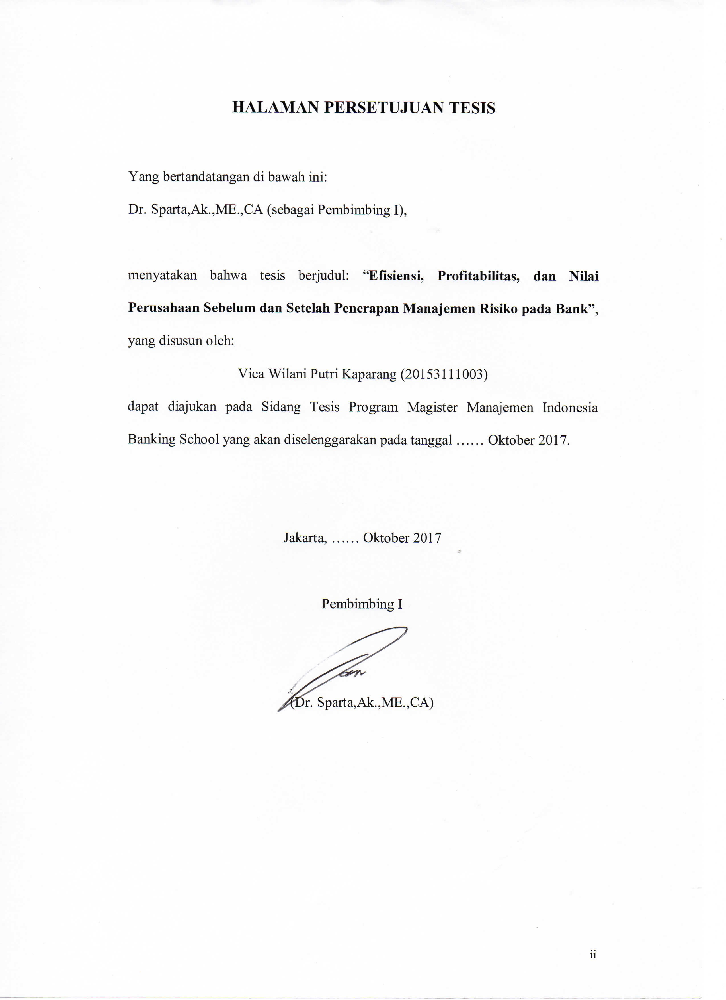 HALAMAN PERSETUJUAN TESIS
Yang bertandatangan di bawah ini:
Dr. Sparta,Ak.,ME.,CA (sebagai Pembimbing I),
menyatakan bahwa tesis berjudul: “Efisiensi, Profitabilitas, dan Nilai
Perusahaan Sebelum dan Setelah Penerapan Manajemen Risiko pada Bank”,
yang disusun oleh:
Vica Wilani Putri Kaparang (20153111003)
dapat diajukan pada Sidang Tesis Program Magister Manajemen Indonesia
Banking School yang akan diselenggarakan pada tanggal …… Oktober 2017.
Jakarta, …… Oktober 2017
Pembimbing I
(Dr. Sparta,Ak.,ME.,CA)
ii